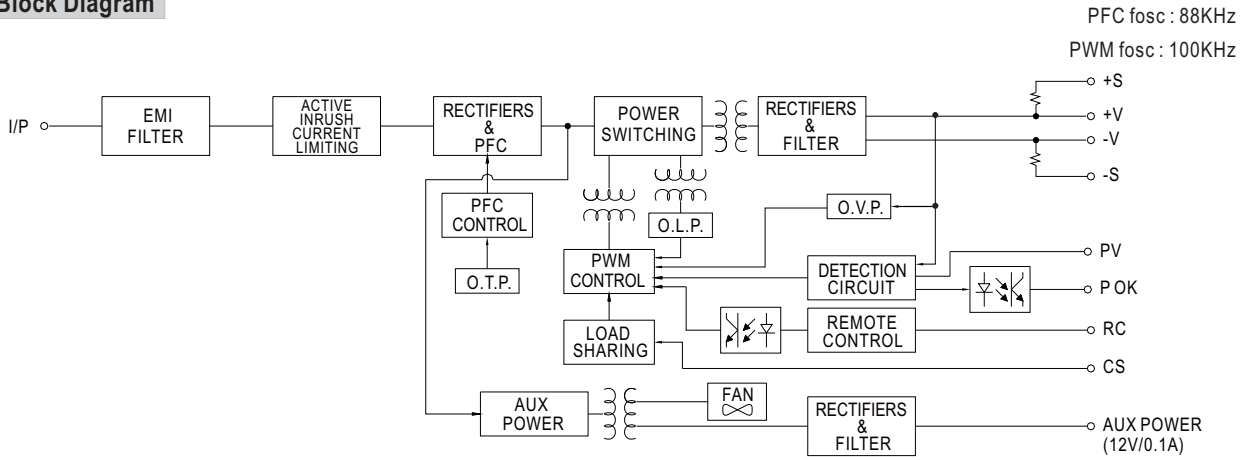 Block Diagram
PFC fosc : 88KHz
PWM fosc : 100KHz
I/P
EMI
FILTER
ACTIVE
INRUSH
CURRENT
LIMITING
RECTIFIERS
&
PFC
POWER
SWITCHING
RECTIFIERS
&
FILTER
+S
+V
-V
-S
PFC
CONTROL
O.T.P.
O.L.P.
O.V.P.
PWM
CONTROL
DETECTION
CIRCUIT
PV
P OK
LOAD
SHARING
REMOTE
CONTROL
RC
CS
AUX
POWER
FAN
RECTIFIERS
&
FILTER
AUX POWER
(12V/0.1A)